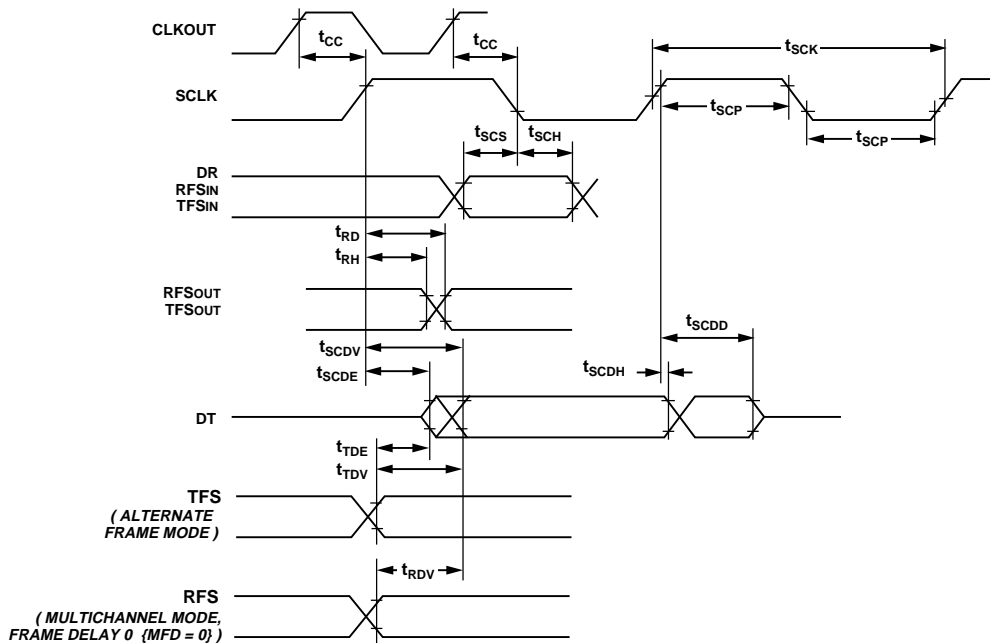 CLKOUT
tCC
tCC
tSCK
SCLK
tSCP
tSCP
tSCS
tSCH
DR
RFSIN
TFSIN
tRD
tRH
RFSOUT
TFSOUT
tSCDV
tSCDE
tSCDD
tSCDH
DT
tTDE
tTDV
TFS
( ALTERNATE
FRAME MODE )
tRDV
RFS
( MULTICHANNEL MODE,
FRAME DELAY 0 {MFD = 0} )